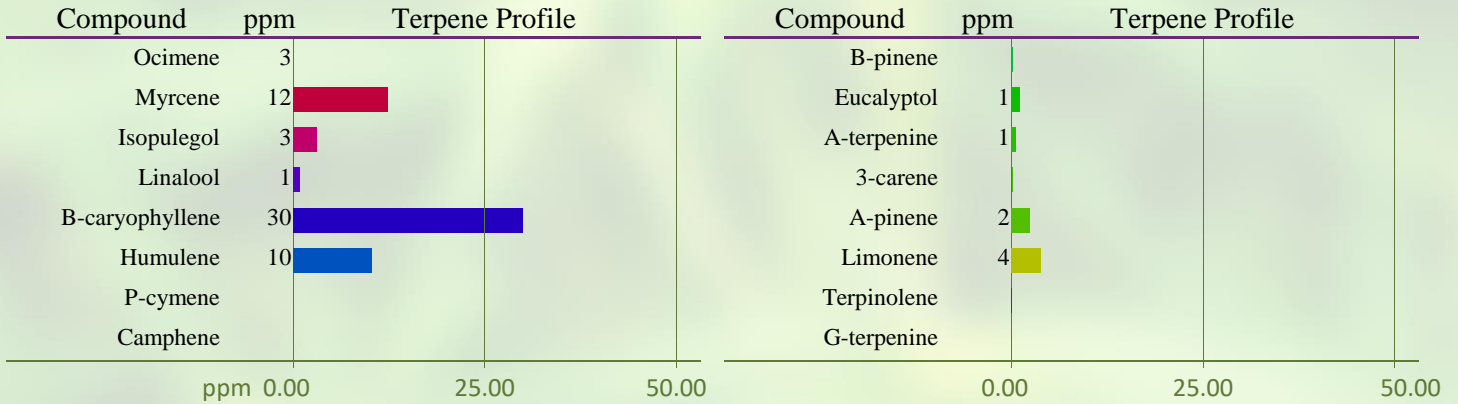 Compound ppm Terpene Profile
Ocimene 3
Myrcene 12
Isopulegol 3
Linalool 1
B-caryophyllene 30
Humulene 10
P-cymene
Camphene
ppm 0.00 25.00 50.00
Compound ppm Terpene Profile
B-pinene
Eucalyptol 1
A-terpenine 1
3-carene
A-pinene 2
Limonene 4
Terpinolene
G-terpenine
0.00 25.00 50.00